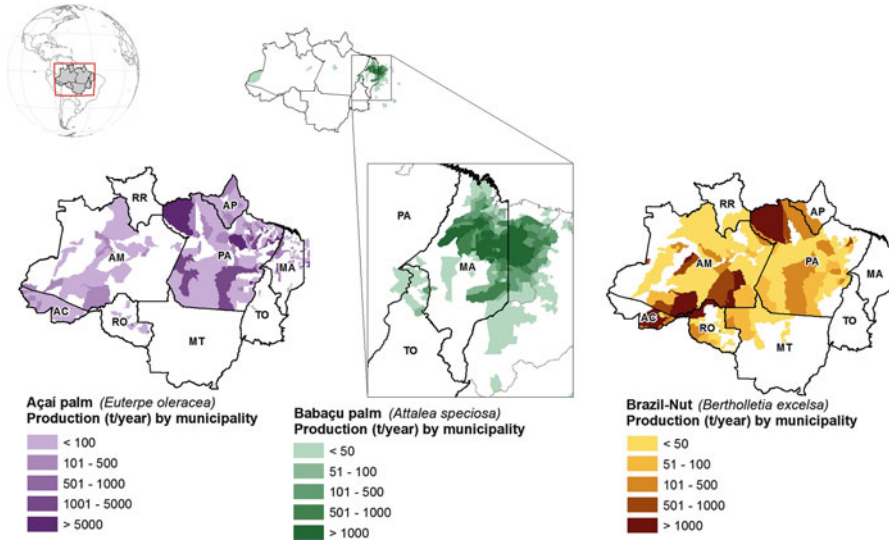 RR
AP
AM
PA
MA
AC
RO
TO
MT
Açaí palm (Euterpe oleracea)
Production (t/year) by municipality
< 100
101 - 500
501 - 1000
1001 - 5000
> 5000
PA
MA
TO
Babaçu palm (Attalea speciosa)
Production (t/year) by municipality
< 50
51 - 100
101 - 500
501 - 1000
> 1000
RR
AP
AM
PA
MA
AC
RO
TO
MT
Brazil-Nut (Bertholletia excelsa)
Production (t/year) by municipality
< 50
51 - 100
101 - 500
501 - 1000
> 1000